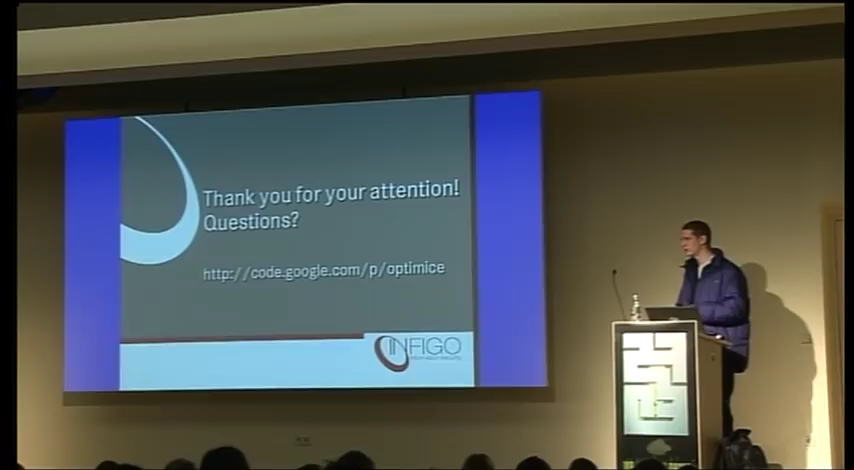 Thank you for your attention!
Questions?
http://code.google.com/p/optimice
INFIGO